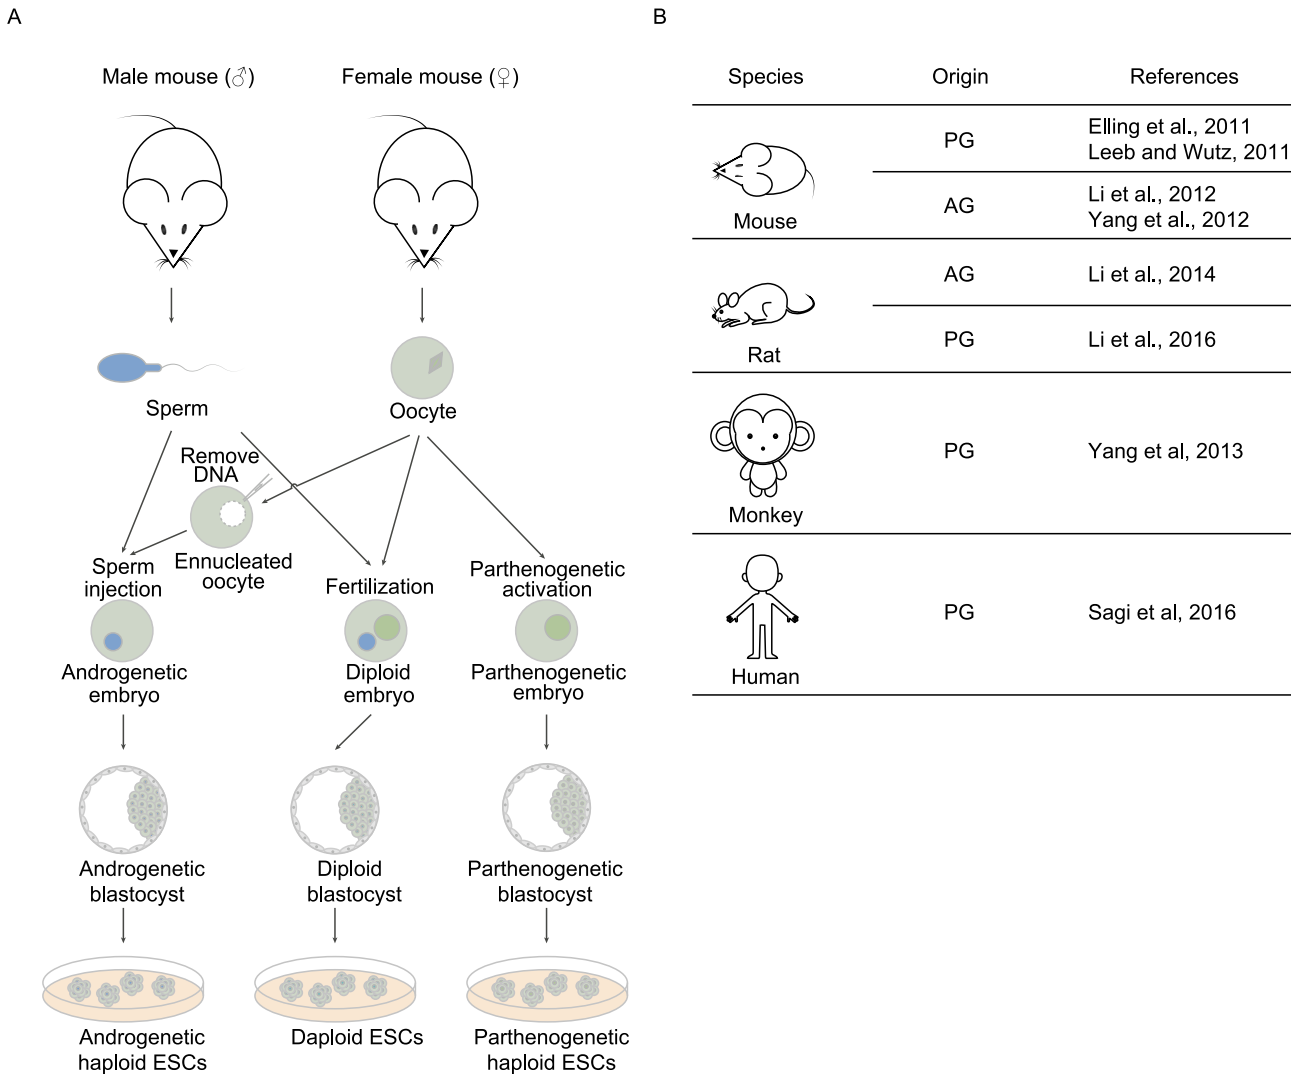 A
Male mouse (♂)
Female mouse (♀)
Sperm
Oocyte
Remove
DNA
Ennucleated
oocyte
Sperm
injection
Fertilization
Parthenogenetic
activation
Androgenetic
embryo
Diploid
embryo
Parthenogenetic
embryo
Androgenetic
blastocyst
Diploid
blastocyst
Parthenogenetic
blastocyst
Androgenetic
haploid ESCs
Daploid ESCs
Parthenogenetic
haploid ESCs
B
Species
Origin
References
Mouse
PG
Elling et al., 2011
Leeb and Wutz, 2011
AG
Li et al., 2012
Yang et al., 2012
Rat
AG
Li et al., 2014
PG
Li et al., 2016
Monkey
PG
Yang et al, 2013
Human
PG
Sagi et al, 2016